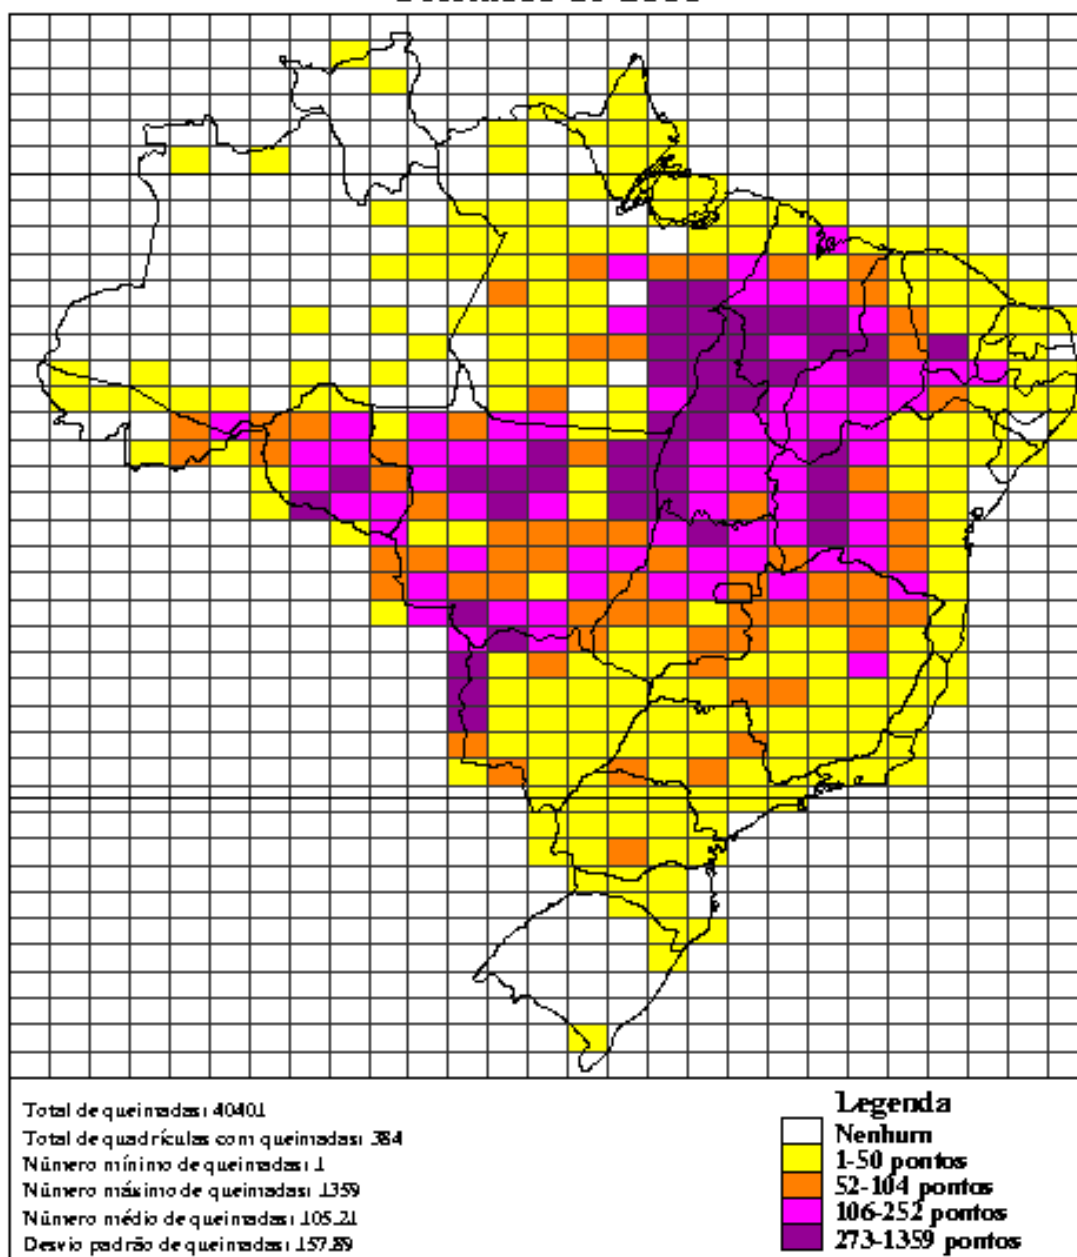 Total de queimadas: 40401
Total de quadrículas com queimadas: 384
Número mínimo de queimadas: 1
Número máximo de queimadas: 1359
Número médio de queimadas: 105.21
Desvio padrão de queimadas: 157.89
Legenda
Nenhum
1-50 pontos
52-104 pontos
106-252 pontos
273-1359 pontos